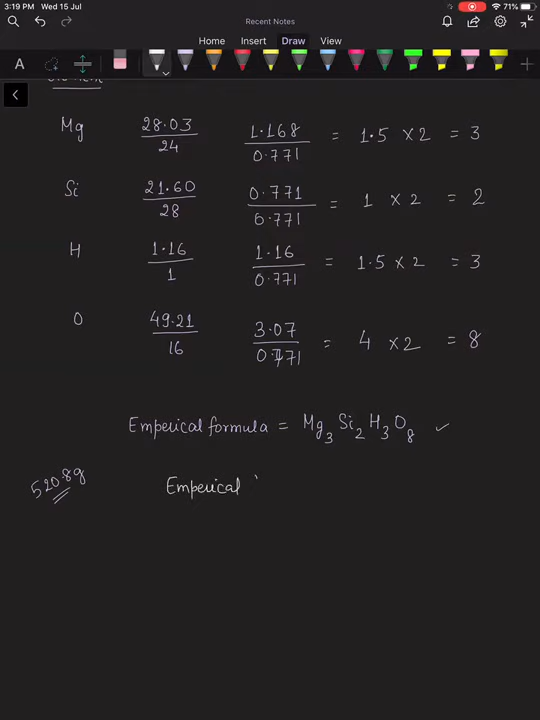 3:19 PM Wed 15 Jul
71%
Recent Notes
Home Insert Draw View
A
Mg 28.03/24 1.168/0.771 = 1.5 × 2 = 3
Si 21.60/28 0.771/0.771 = 1 × 2 = 2
H 1.16/1 1.16/0.771 = 1.5 × 2 = 3
O 49.21/16 3.07/0.771 = 4 × 2 = 8
Emperical formula = Mg₃ Si₂ H₃ O₈ ✓
520.8g Emperical